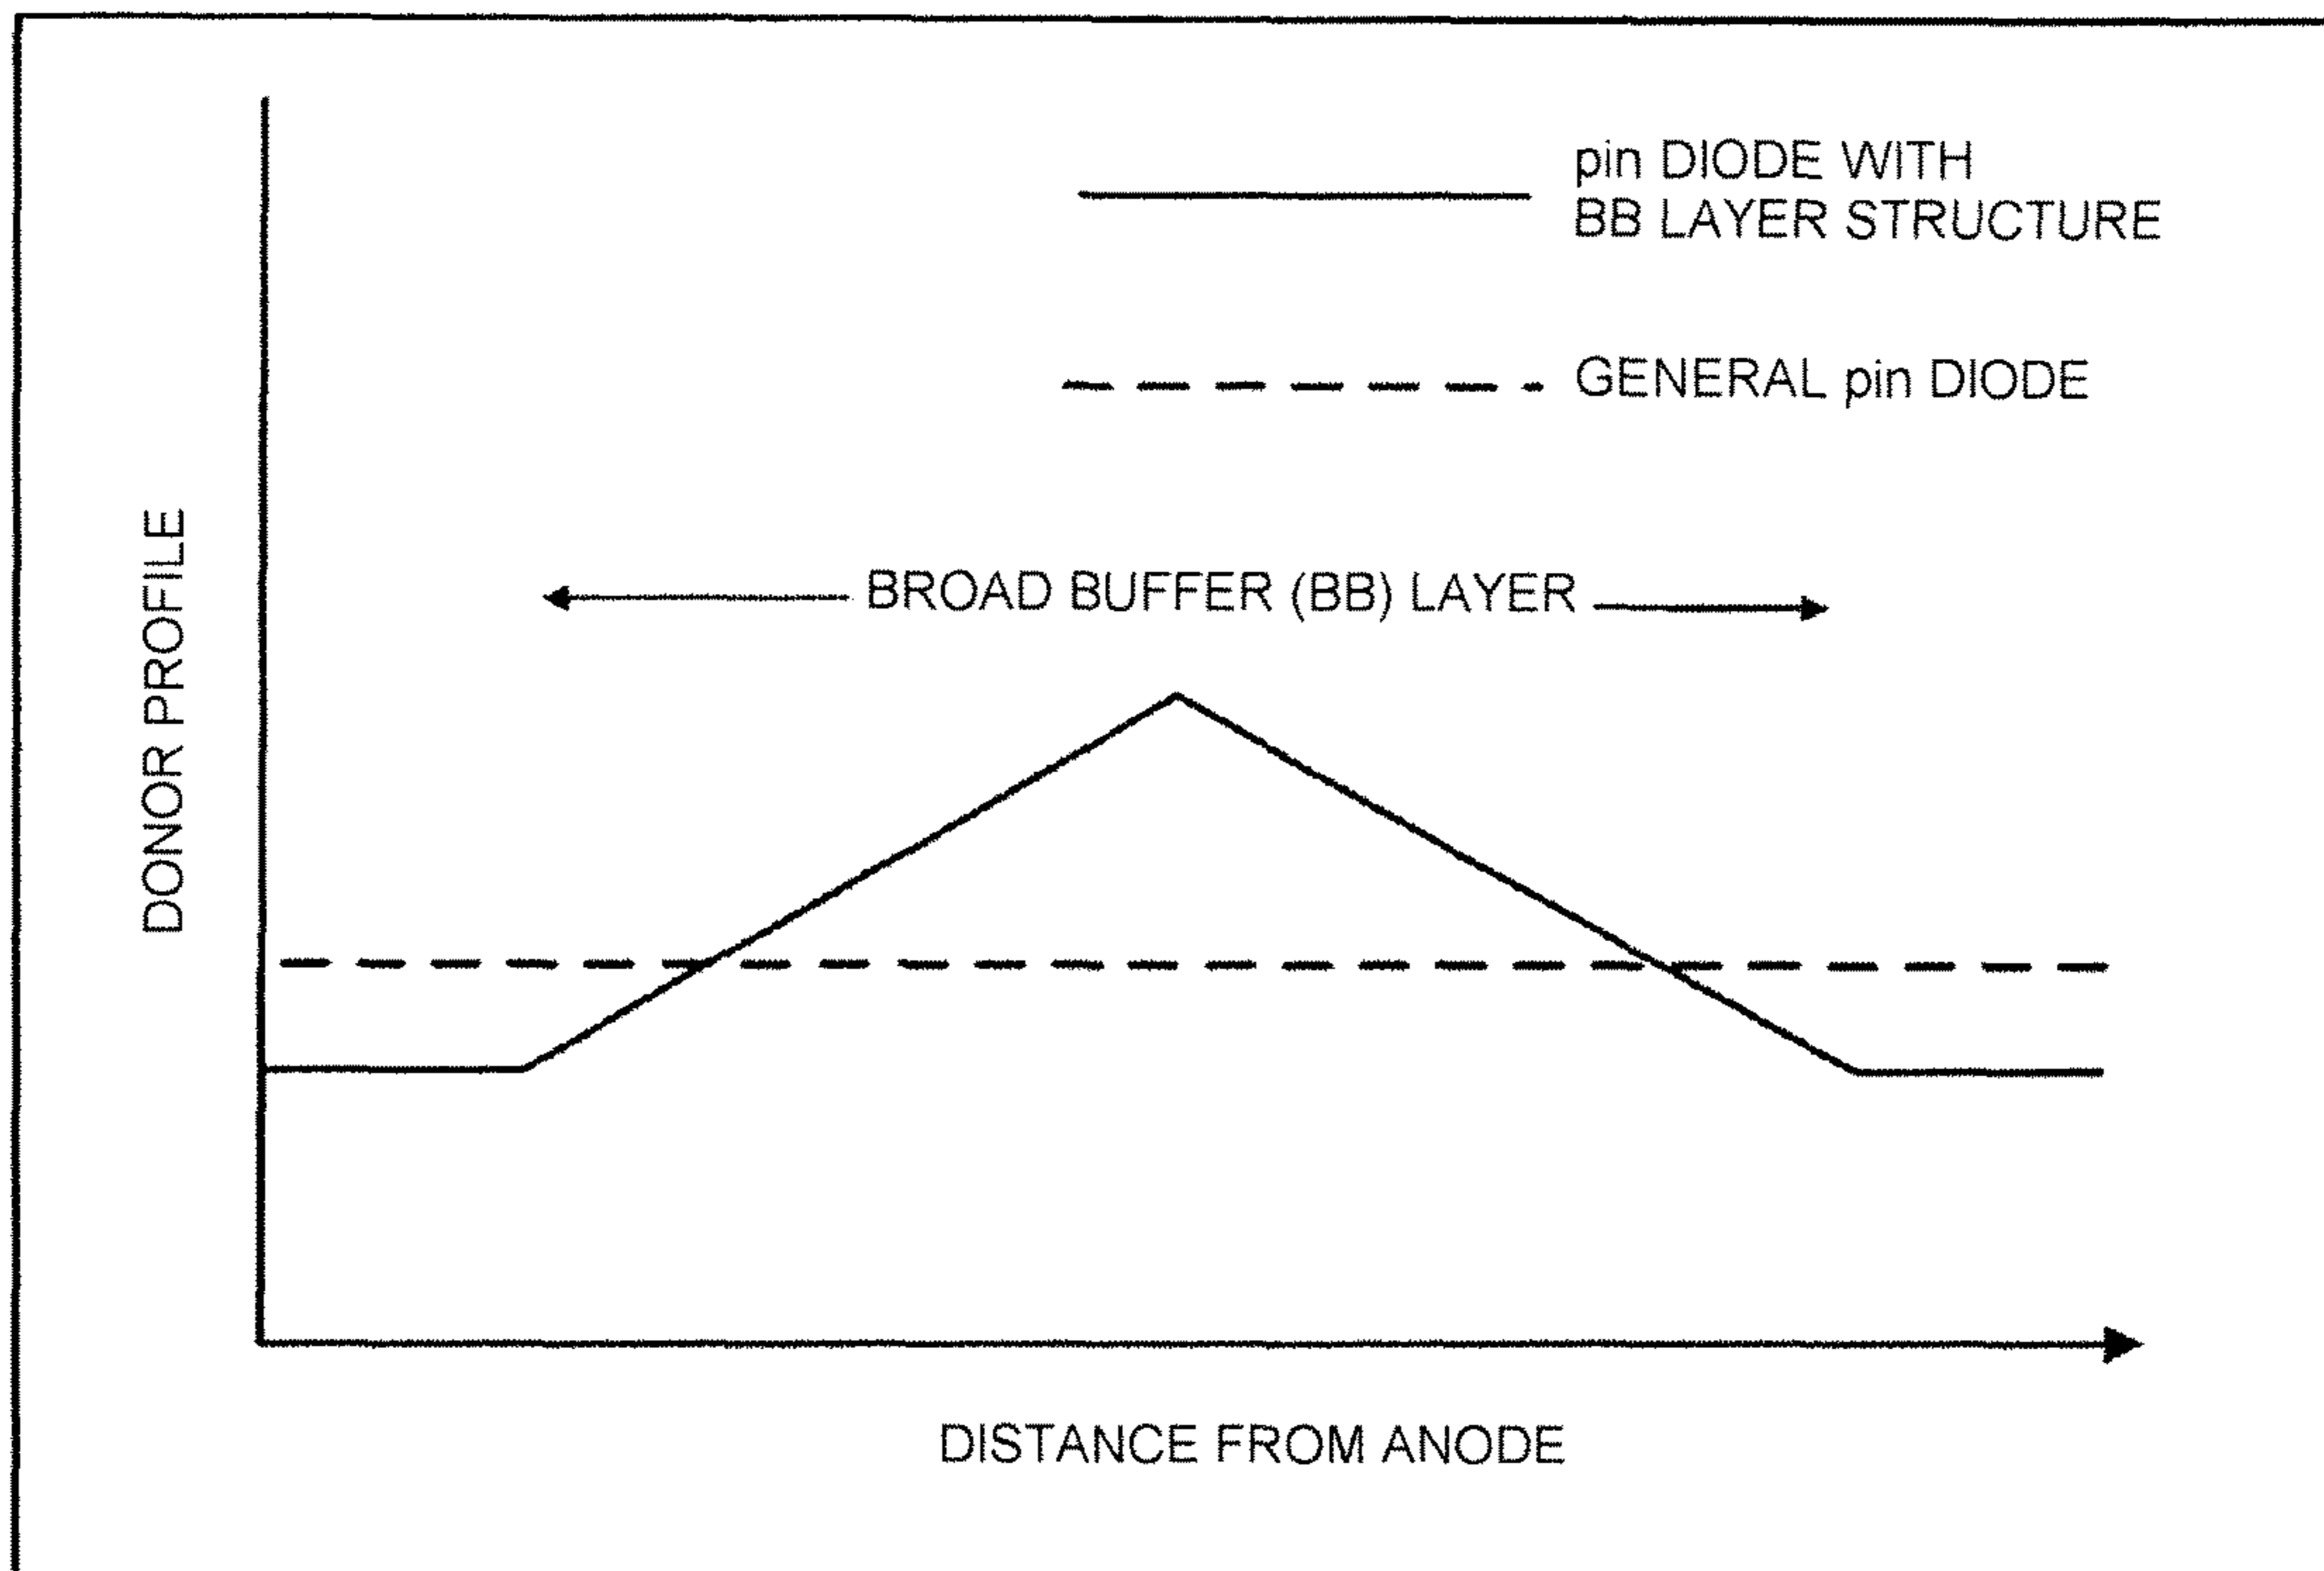 pin DIODE WITH
BB LAYER STRUCTURE
GENERAL pin DIODE
BROAD BUFFER (BB) LAYER
DONOR PROFILE
DISTANCE FROM ANODE